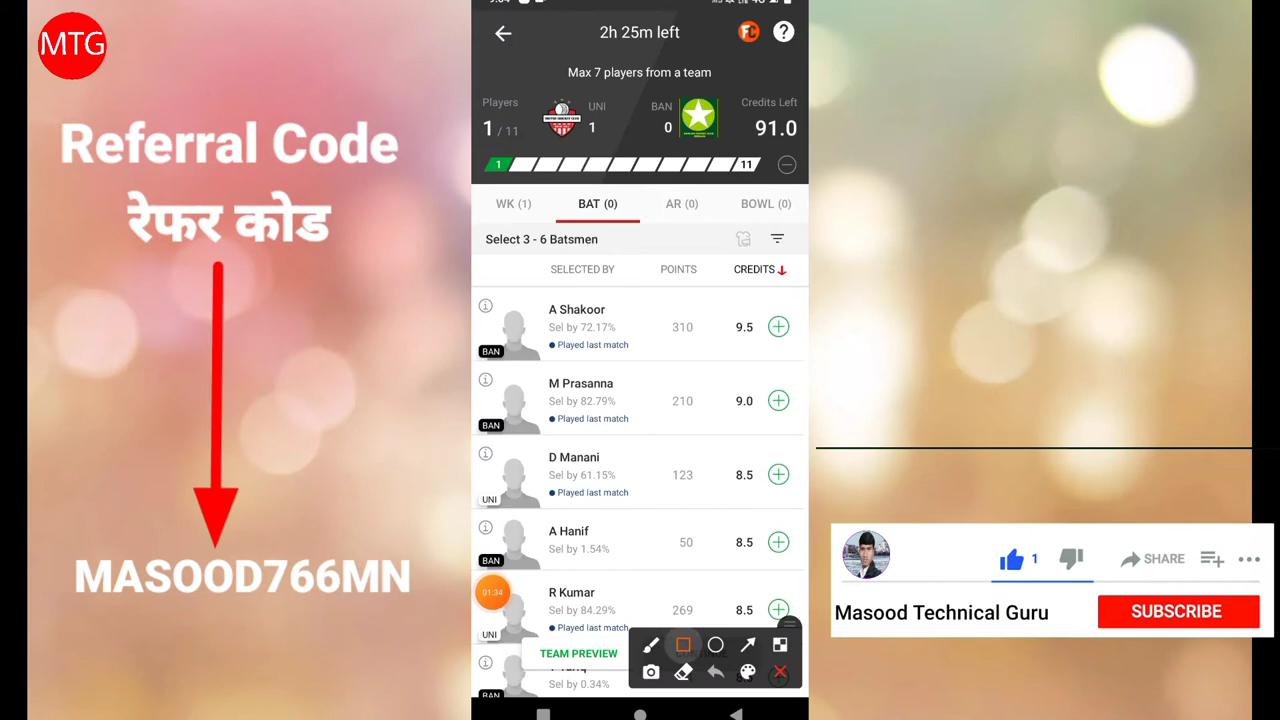 MTG
Referral Code
रेफर कोड
MASOOD766MN
2h 25m left
FC
?
Max 7 players from a team
Players
1 / 11
UNI
1
BAN
0
Credits Left
91.0
1
11
WK (1)
BAT (0)
AR (0)
BOWL (0)
Select 3 - 6 Batsmen
SELECTED BY
POINTS
CREDITS
A Shakoor
Sel by 72.17%
310
9.5
Played last match
BAN
M Prasanna
Sel by 82.79%
210
9.0
Played last match
BAN
D Manani
Sel by 61.15%
123
8.5
Played last match
UNI
A Hanif
Sel by 1.54%
50
8.5
BAN
01:34
R Kumar
Sel by 84.29%
269
8.5
Played last match
UNI
TEAM PREVIEW
Sel by 0.34%
BAN
1
SHARE
Masood Technical Guru
SUBSCRIBE